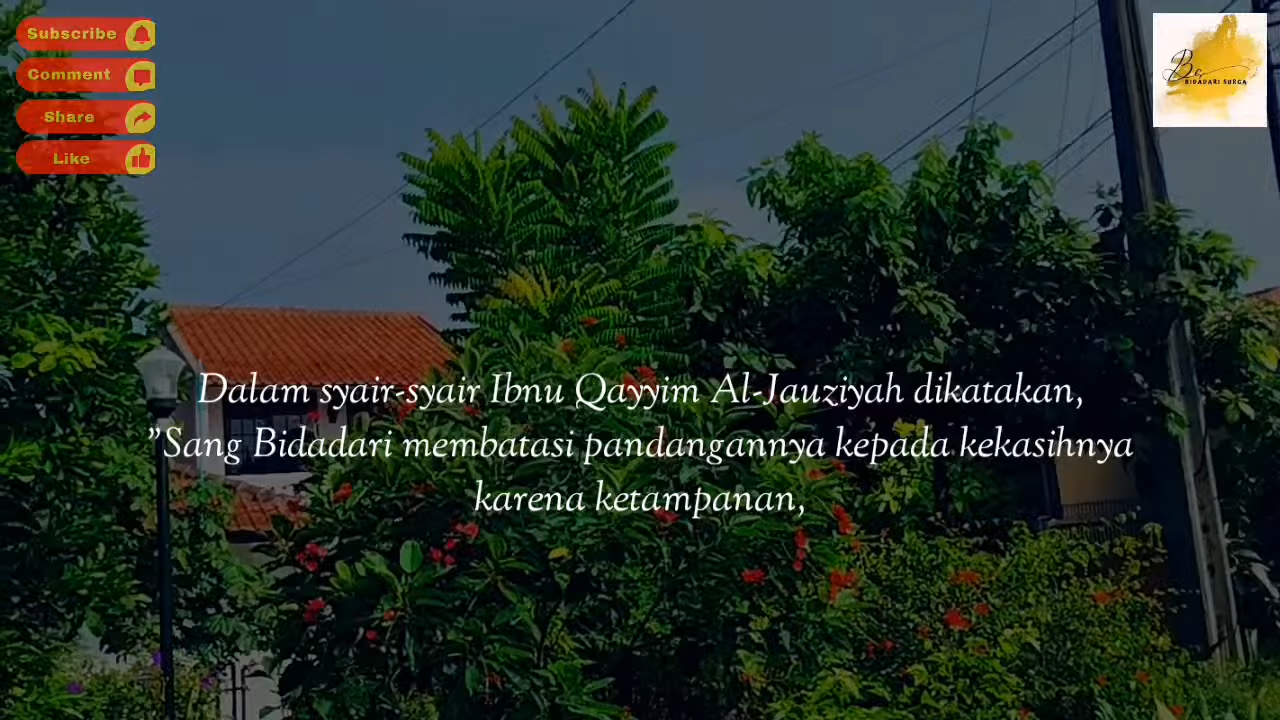 Subscribe
Comment
Share
Like
Be
BIDADARI SURGA
Dalam syair-syair Ibnu Qayyim Al-Jauziyah dikatakan,
”Sang Bidadari membatasi pandangannya kepada kekasihnya
karena ketampanan,